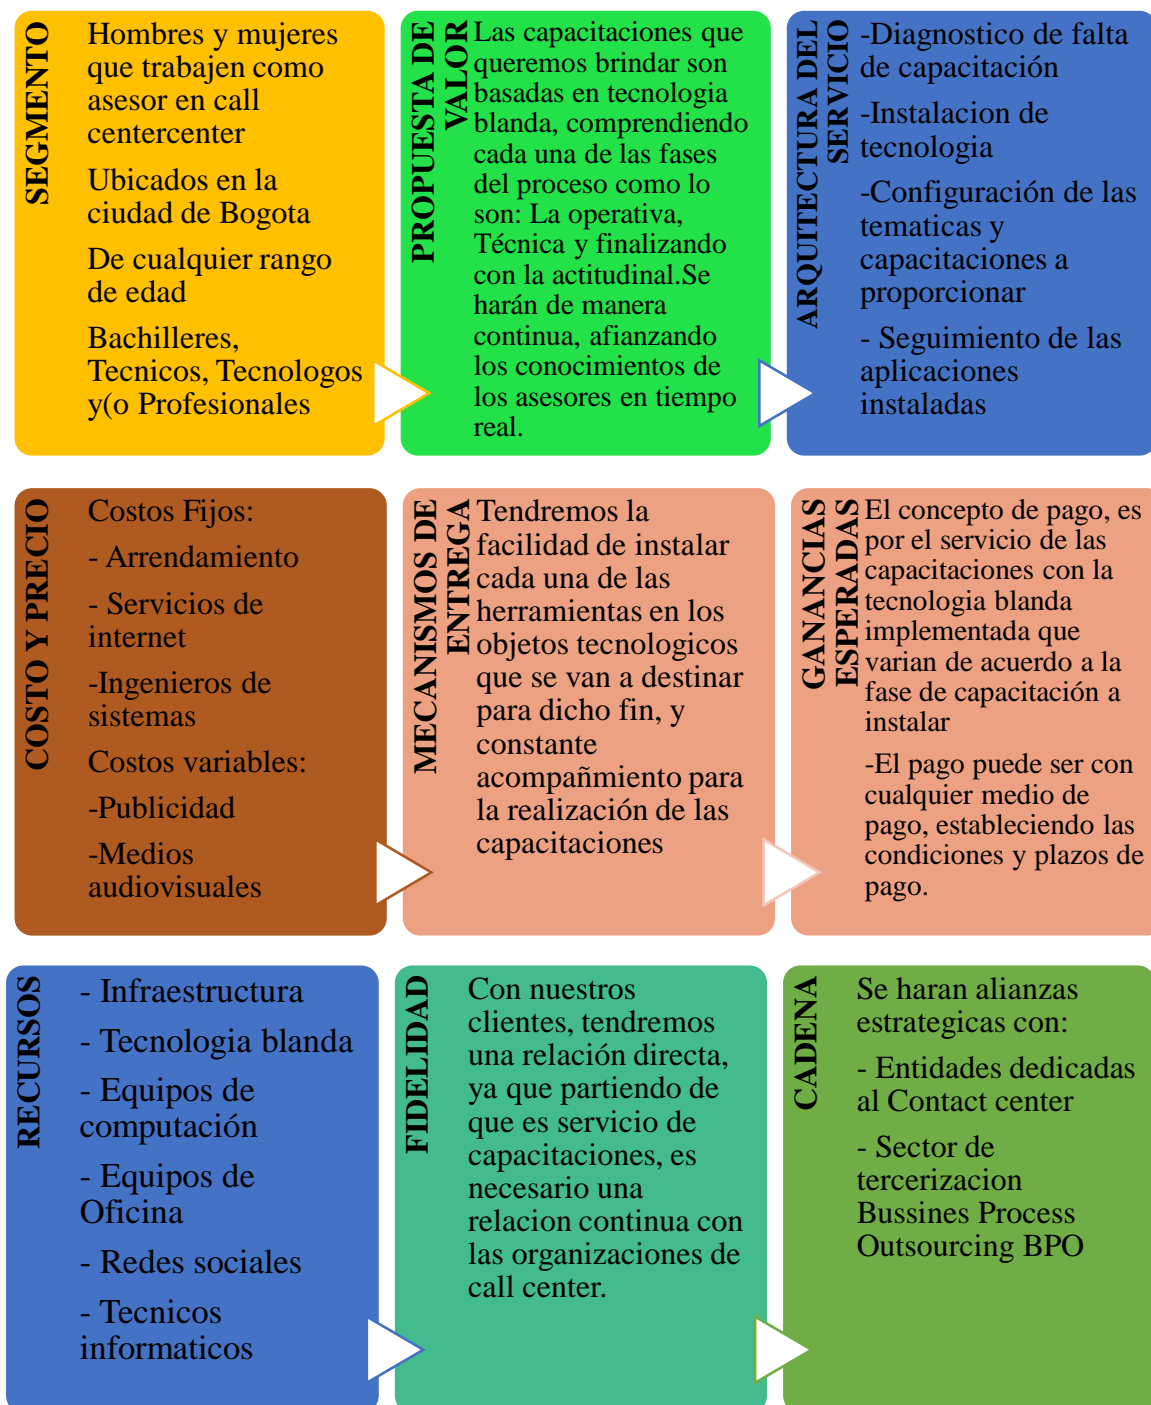 SEGMENTO
Hombres y mujeres
que trabajen como
asesor en call
centercenter
Ubicados en la
ciudad de Bogota
De cualquier rango
de edad
Bachilleres,
Tecnicos, Tecnologos
y(o Profesionales
PROPUESTA DE
VALOR
Las capacitaciones que
queremos brindar son
basadas en tecnologia
blanda, comprendiendo
cada una de las fases
del proceso como lo
son: La operativa,
Técnica y finalizando
con la actitudinal.Se
harán de manera
continua, afianzando
los conocimientos de
los asesores en tiempo
real.
ARQUITECTURA DEL
SERVICIO
-Diagnostico de falta
de capacitación
-Instalacion de
tecnologia
-Configuración de las
tematicas y
capacitaciones a
proporcionar
- Seguimiento de las
aplicaciones
instaladas
COSTO Y PRECIO
Costos Fijos:
- Arrendamiento
- Servicios de
internet
-Ingenieros de
sistemas
Costos variables:
-Publicidad
-Medios
audiovisuales
MECANISMOS DE
ENTREGA
Tendremos la
facilidad de instalar
cada una de las
herramientas en los
objetos tecnologicos
que se van a destinar
para dicho fin, y
constante
acompañmiento para
la realización de las
capacitaciones
GANANCIAS
ESPERADAS
El concepto de pago, es
por el servicio de las
capacitaciones con la
tecnologia blanda
implementada que
varian de acuerdo a la
fase de capacitación a
instalar
-El pago puede ser con
cualquier medio de
pago, estableciendo las
condiciones y plazos de
pago.
RECURSOS
- Infraestructura
- Tecnologia blanda
- Equipos de
computación
- Equipos de
Oficina
- Redes sociales
- Tecnicos
informaticos
FIDELIDAD
Con nuestros
clientes, tendremos
una relación directa,
ya que partiendo de
que es servicio de
capacitaciones, es
necesario una
relacion continua con
las organizaciones de
call center.
CADENA
Se haran alianzas
estrategicas con:
- Entidades dedicadas
al Contact center
- Sector de
tercerizacion
Bussines Process
Outsourcing BPO